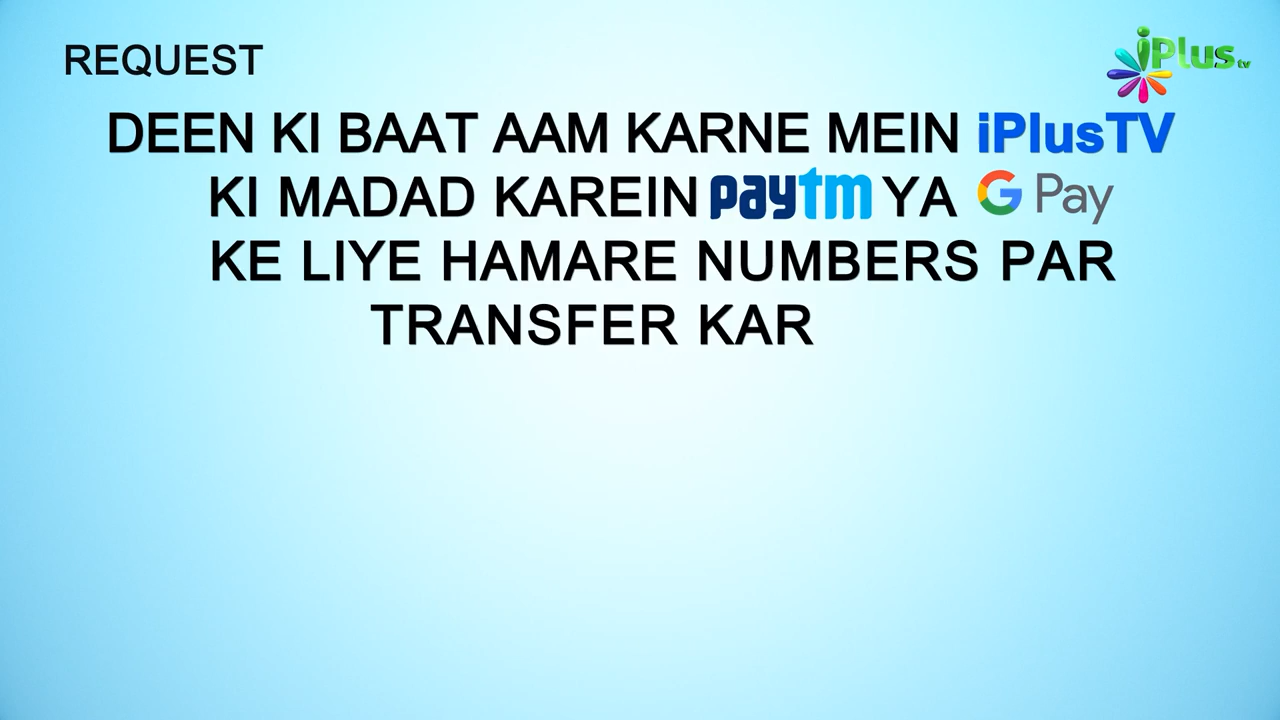 REQUEST
iPlus tv
DEEN KI BAAT AAM KARNE MEIN iPlusTV
KI MADAD KAREIN paytm YA G Pay
KE LIYE HAMARE NUMBERS PAR
TRANSFER KAR